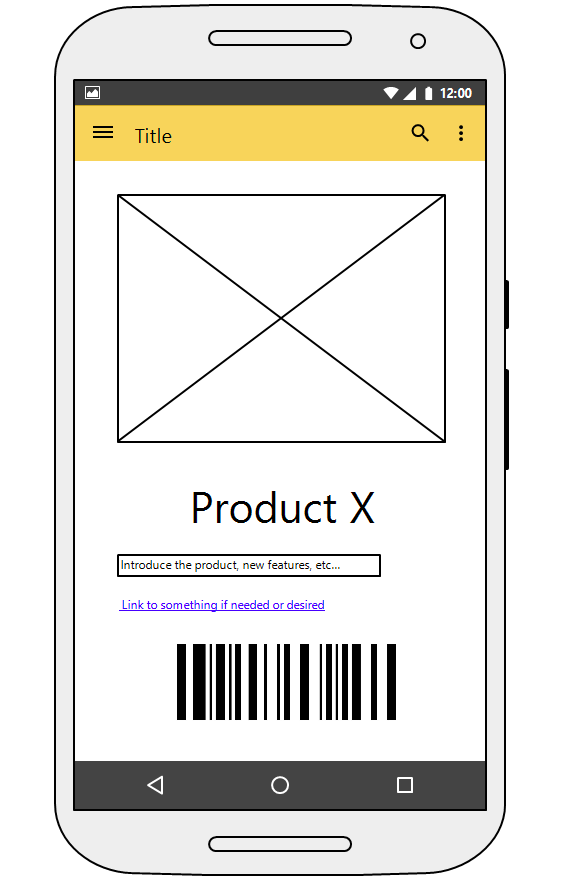 12:00
Title
Product X
Introduce the product, new features, etc...
Link to something if needed or desired